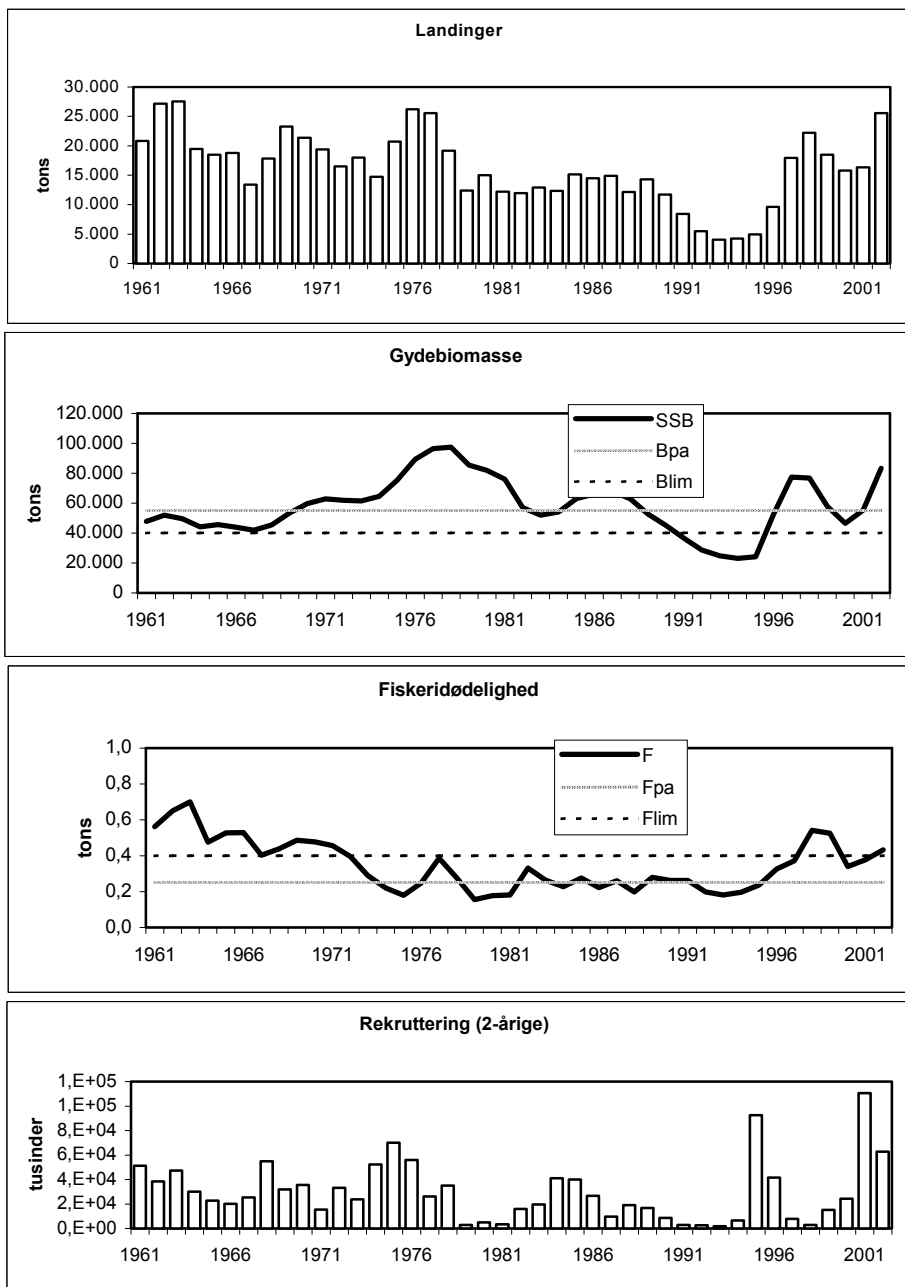 Landinger
30.000
25.000
20.000
15.000
10.000
5.000
0
tons
1961 1966 1971 1976 1981 1986 1991 1996 2001
Gydebiomasse
120.000
100.000
80.000
60.000
40.000
20.000
0
tons
SSB
Bpa
Blim
1961 1966 1971 1976 1981 1986 1991 1996 2001
Fiskeridødelighed
1,0
0,8
0,6
0,4
0,2
0,0
tons
F
Fpa
Flim
1961 1966 1971 1976 1981 1986 1991 1996 2001
Rekruttering (2-årige)
1,E+05
1,E+05
8,E+04
6,E+04
4,E+04
2,E+04
0,E+00
tusinder
1961 1966 1971 1976 1981 1986 1991 1996 2001